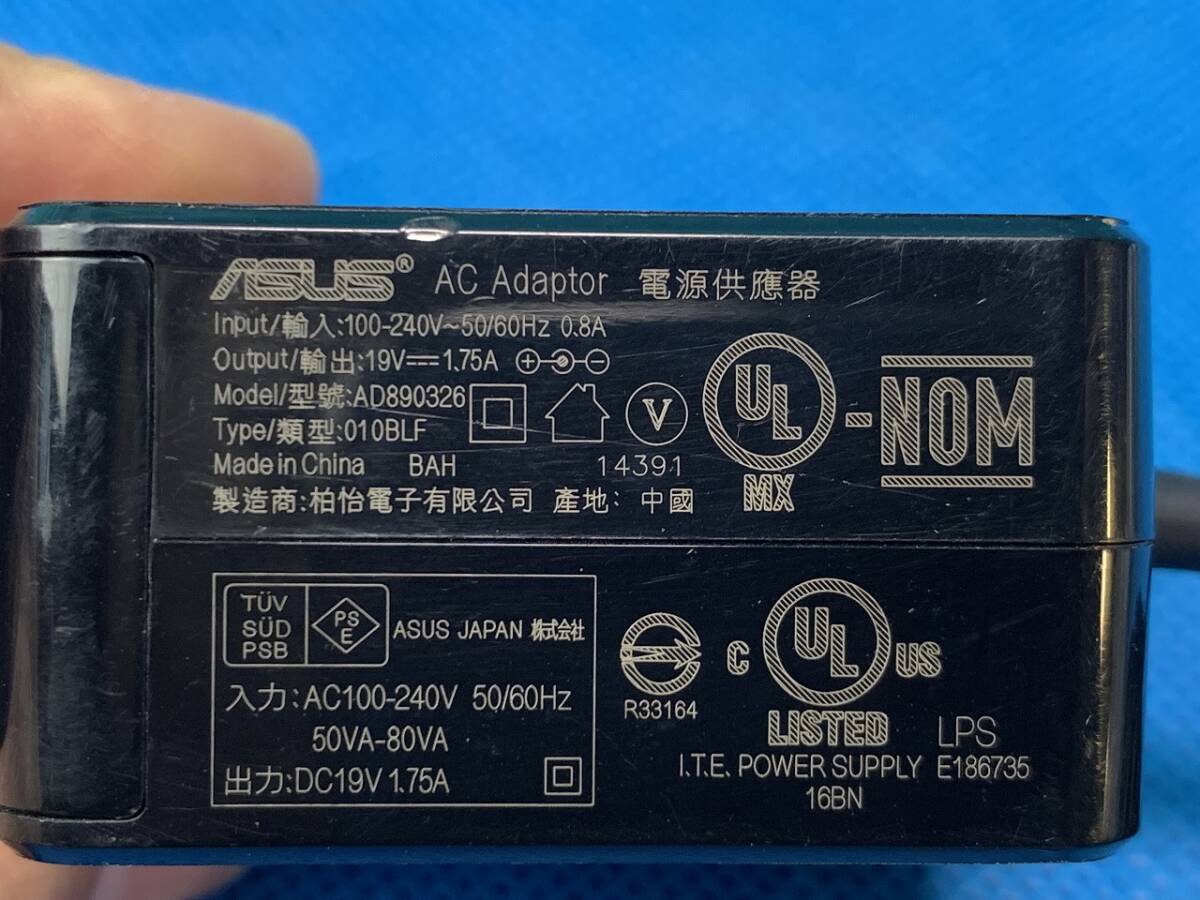 ASUS® AC Adaptor 電源供應器
Input/輸入:100-240V~50/60Hz 0.8A
Output/輸出:19V⎓1.75A
Model/型號:AD890326
Type/類型:010BLF
V
Made in China BAH 14391
製造商:柏怡電子有限公司 產地: 中國
UL
MX
-NOM
TÜV
SÜD
PSB
PS
E
ASUS JAPAN 株式会社
入力:AC100-240V 50/60Hz
50VA-80VA
出力:DC19V 1.75A
R33164
C UL US
LISTED LPS
I.T.E. POWER SUPPLY E186735
16BN